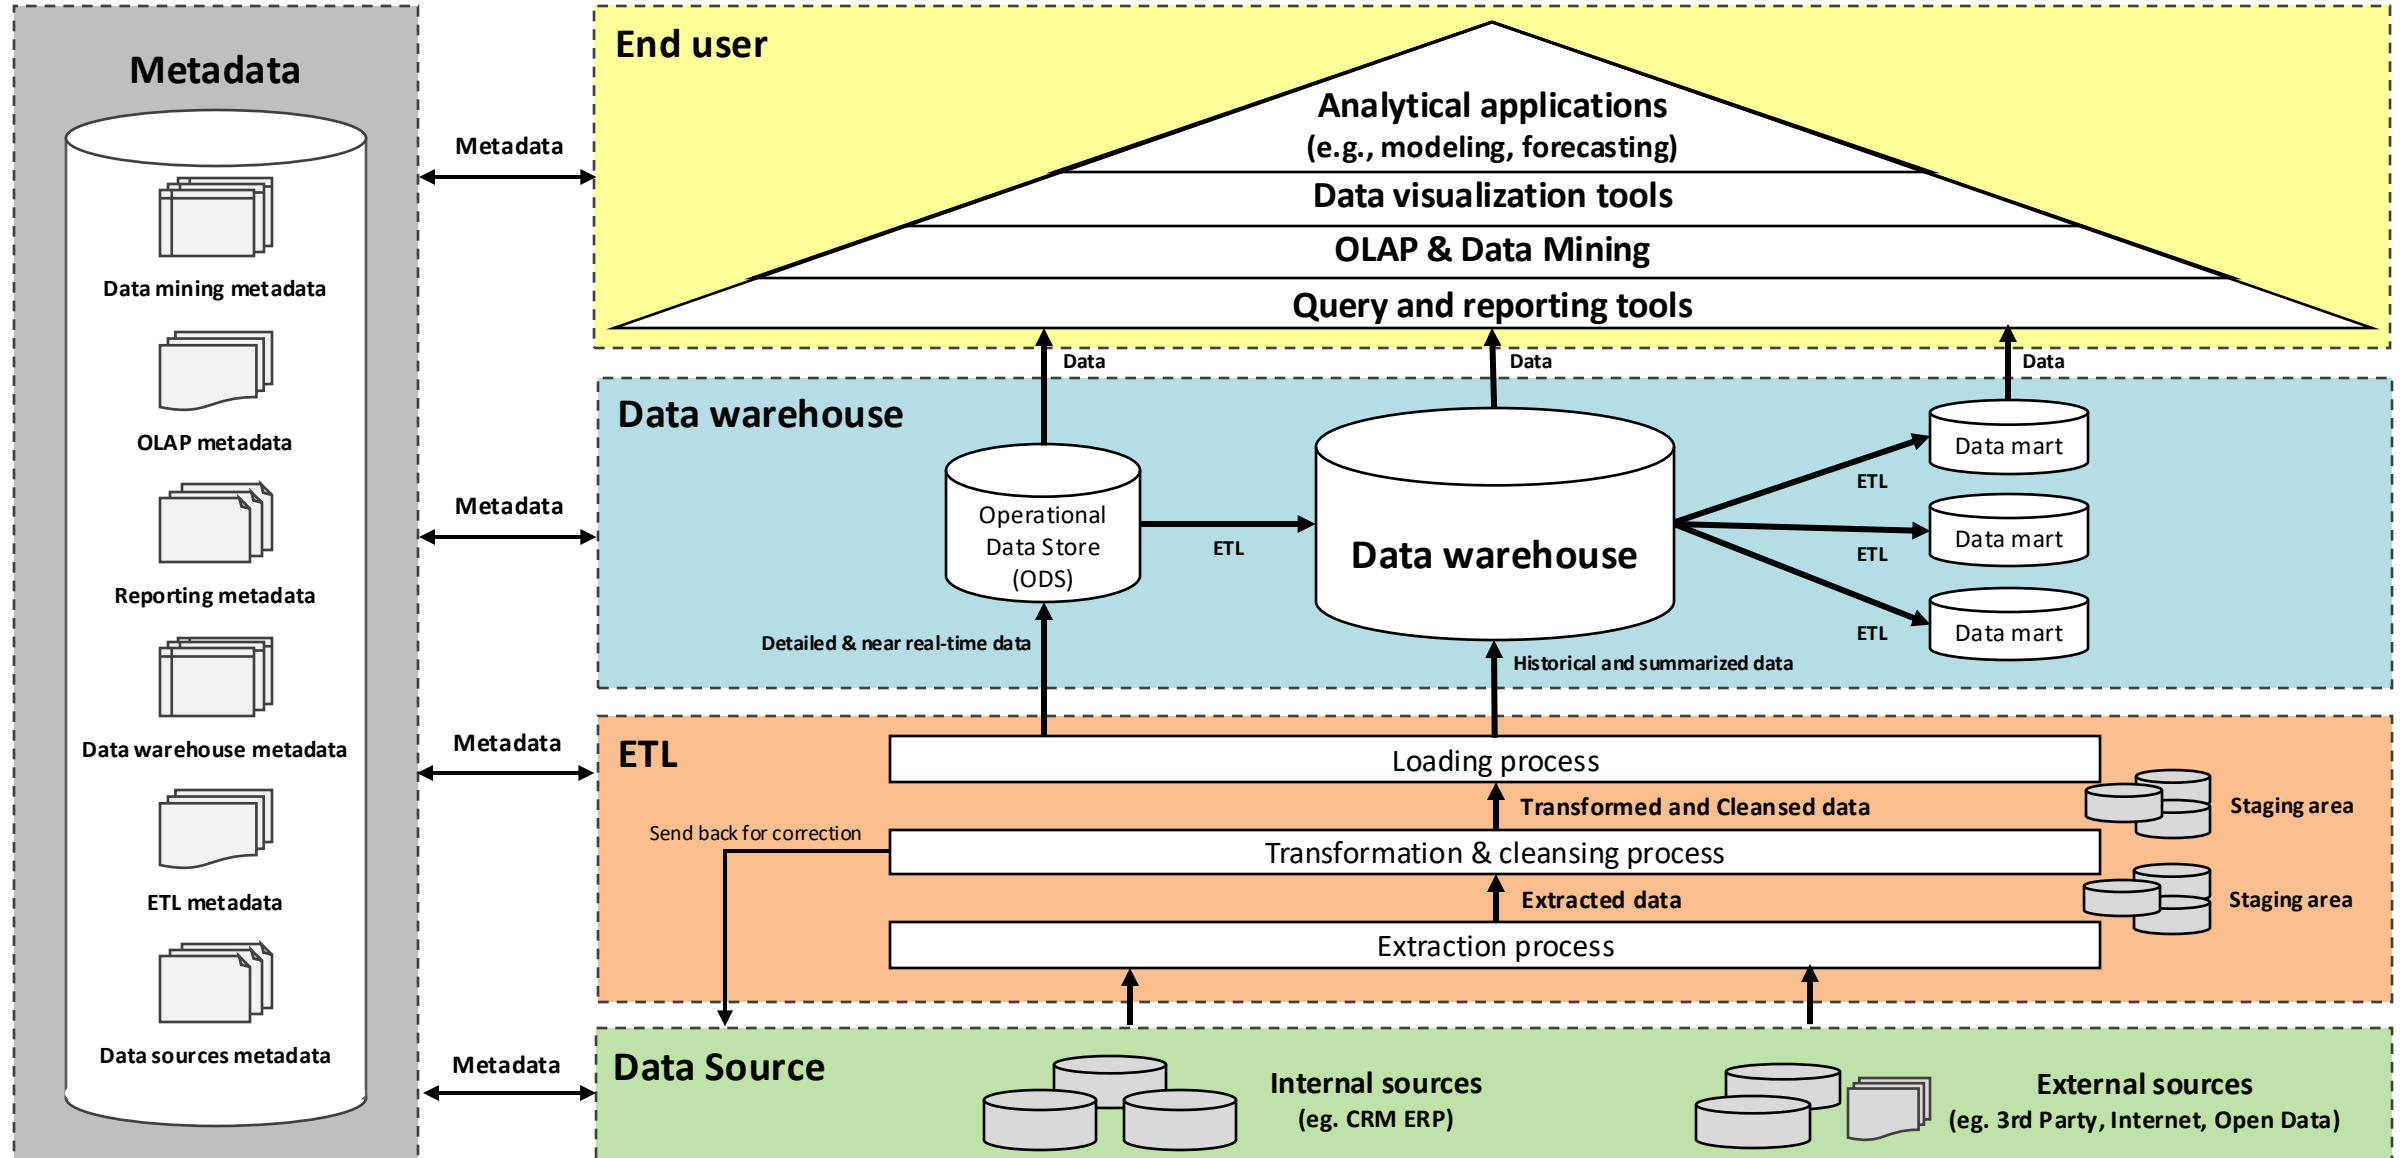 Metadata
Data mining metadata
OLAP metadata
Reporting metadata
Data warehouse metadata
ETL metadata
Data sources metadata
Metadata
Metadata
Metadata
Metadata
End user
Analytical applications
(e.g., modeling, forecasting)
Data visualization tools
OLAP & Data Mining
Query and reporting tools
Data
Data
Data
Data warehouse
Operational
Data Store
(ODS)
ETL
Data warehouse
ETL
ETL
ETL
Data mart
Data mart
Data mart
Detailed & near real-time data
Historical and summarized data
ETL
Loading process
Transformed and Cleansed data
Staging area
Send back for correction
Transformation & cleansing process
Extracted data
Staging area
Extraction process
Data Source
Internal sources
(eg. CRM ERP)
External sources
(eg. 3rd Party, Internet, Open Data)